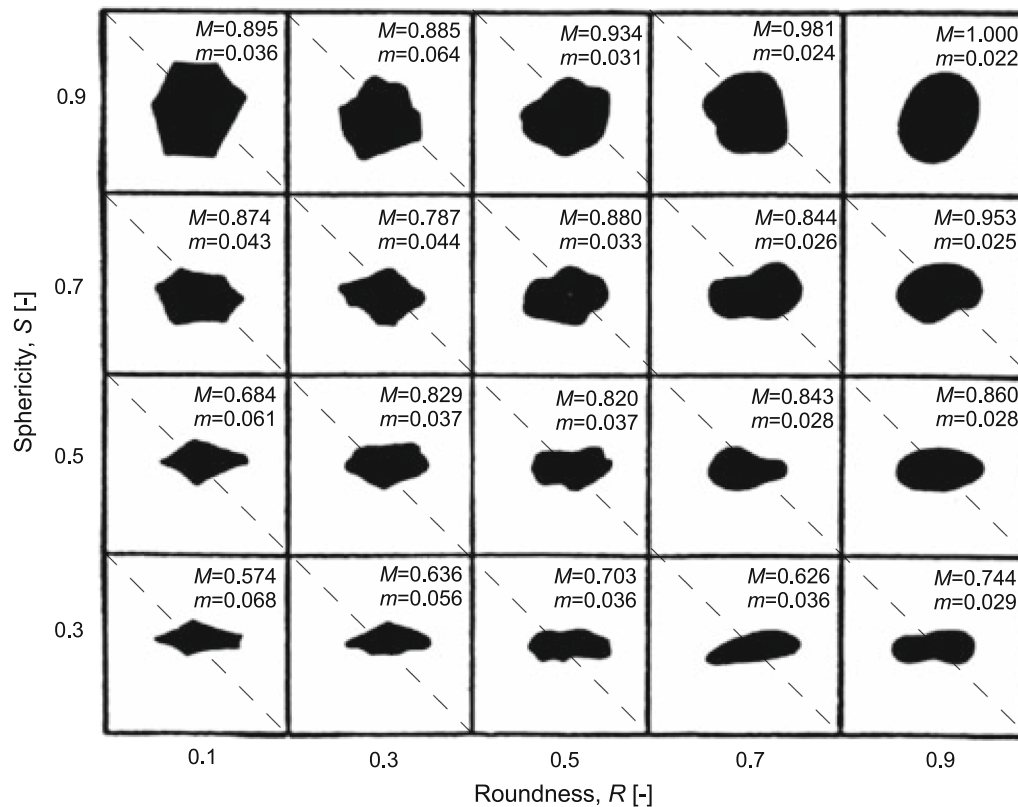 M=0.895
m=0.036
M=0.885
m=0.064
M=0.934
m=0.031
M=0.981
m=0.024
M=1.000
m=0.022
0.9
M=0.874
m=0.043
M=0.787
m=0.044
M=0.880
m=0.033
M=0.844
m=0.026
M=0.953
m=0.025
0.7
M=0.684
m=0.061
M=0.829
m=0.037
M=0.820
m=0.037
M=0.843
m=0.028
M=0.860
m=0.028
0.5
M=0.574
m=0.068
M=0.636
m=0.056
M=0.703
m=0.036
M=0.626
m=0.036
M=0.744
m=0.029
0.3
Sphericity, S [-]
0.1
0.3
0.5
0.7
0.9
Roundness, R [-]